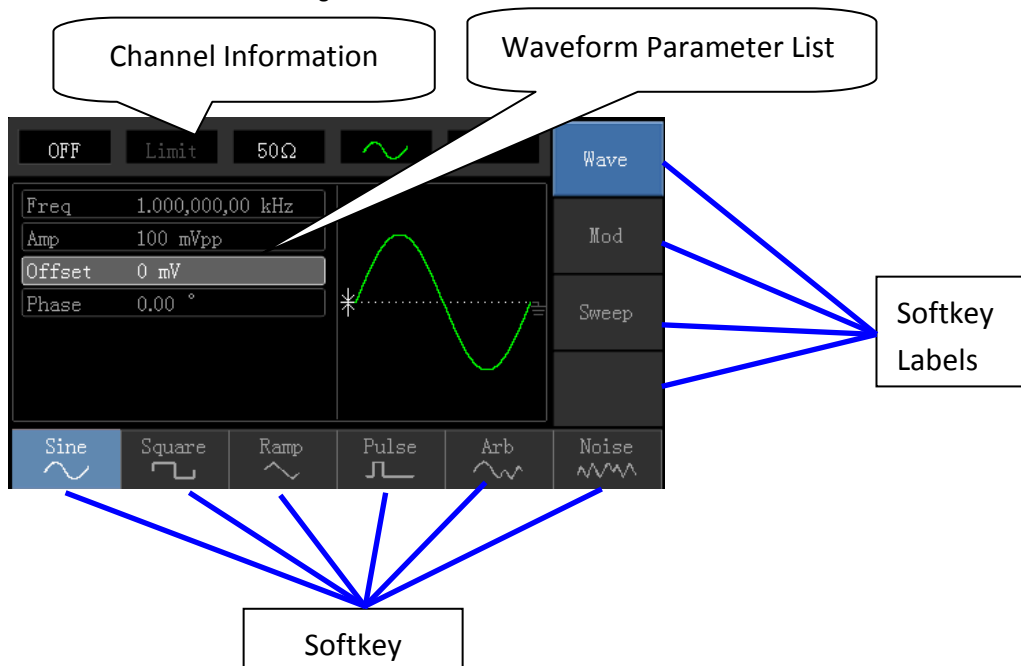 Channel Information
Waveform Parameter List
OFF Limit 50Ω Wave
Freq 1.000,000,00 kHz
Amp 100 mVpp
Mod
Offset 0 mV
Phase 0.00 °
Sweep
Softkey
Labels
Sine Square Ramp Pulse Arb Noise
Softkey